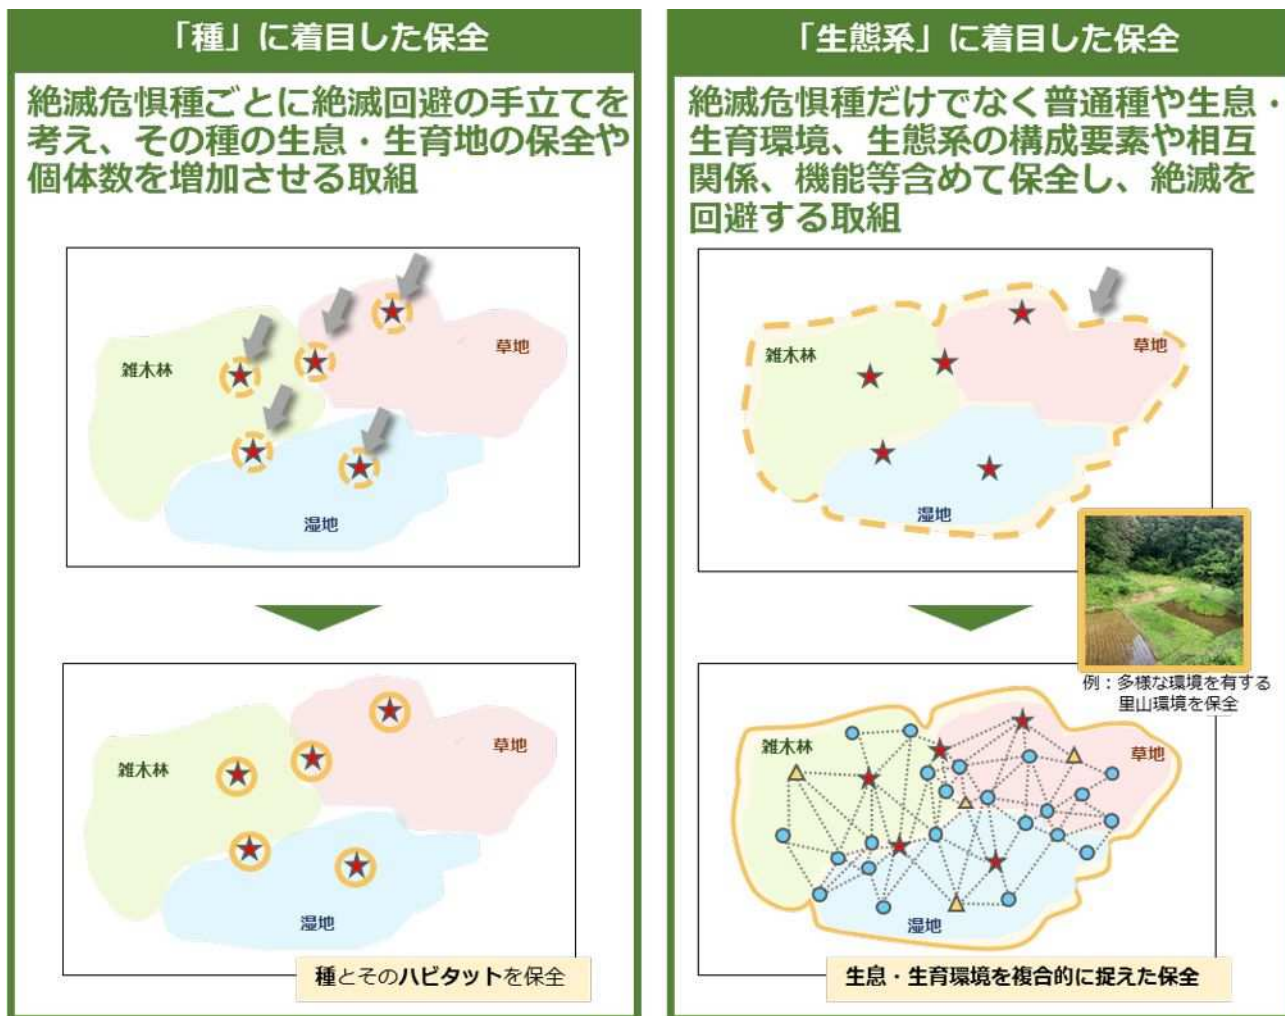 「種」に着目した保全
絶滅危惧種ごとに絶滅回避の手立てを
考え、その種の生息・生育地の保全や
個体数を増加させる取組
雑木林
草地
湿地
雑木林
草地
湿地
種とそのハビタットを保全
「生態系」に着目した保全
絶滅危惧種だけでなく普通種や生息・
生育環境、生態系の構成要素や相互
関係、機能等含めて保全し、絶滅を
回避する取組
雑木林
草地
湿地
例：多様な環境を有する
里山環境を保全
雑木林
草地
湿地
生息・生育環境を複合的に捉えた保全